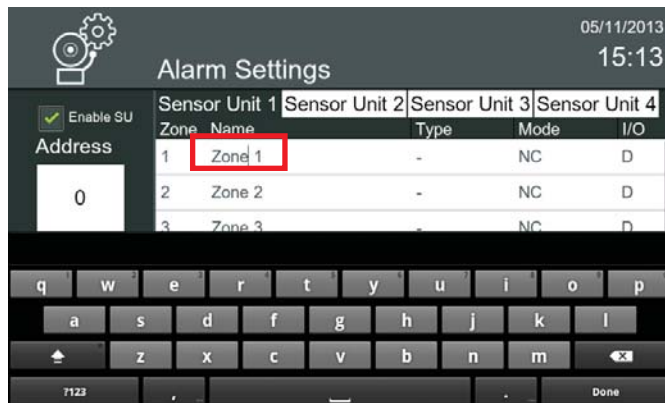 05/11/2013
15:13
Alarm Settings
Enable SU
Address
0
Sensor Unit 1 Sensor Unit 2 Sensor Unit 3 Sensor Unit 4
Zone Name Type Mode I/O
1 Zone 1 - NC D
2 Zone 2 - NC D
3 Zone 3 - NC D
q w e r t y u i o p
a s d f g h j k l
z x c v b n m
?123 , . Done